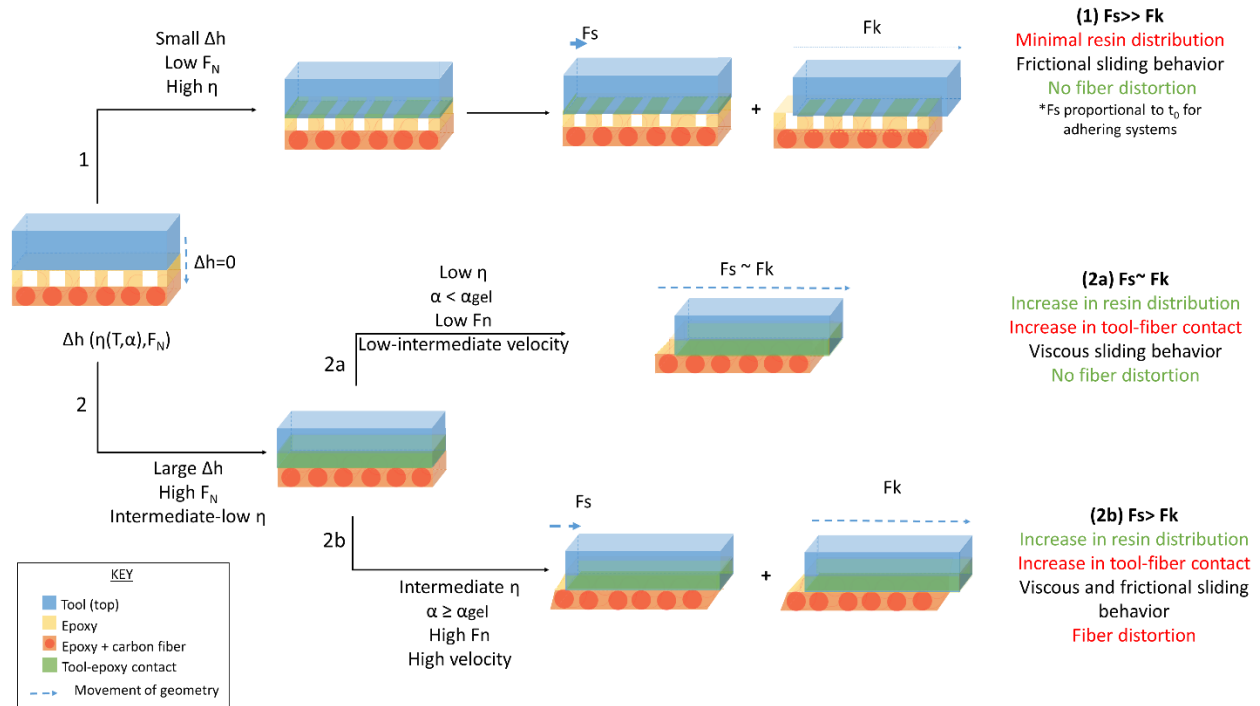 Small Δh
Low F_N
High η
1
Fs
+
Fk
(1) Fs>> Fk
Minimal resin distribution
Frictional sliding behavior
No fiber distortion
*Fs proportional to t₀ for
adhering systems
Δh=0
Δh (η(T,α),F_N)
2
Large Δh
High F_N
Intermediate-low η
2a
Low η
α < αgel
Low Fn
Low-intermediate velocity
Fs ~ Fk
(2a) Fs~ Fk
Increase in resin distribution
Increase in tool-fiber contact
Viscous sliding behavior
No fiber distortion
2b
Intermediate η
α ≥ αgel
High Fn
High velocity
Fs
+
Fk
(2b) Fs> Fk
Increase in resin distribution
Increase in tool-fiber contact
Viscous and frictional sliding
behavior
Fiber distortion
KEY
Tool (top)
Epoxy
Epoxy + carbon fiber
Tool-epoxy contact
Movement of geometry